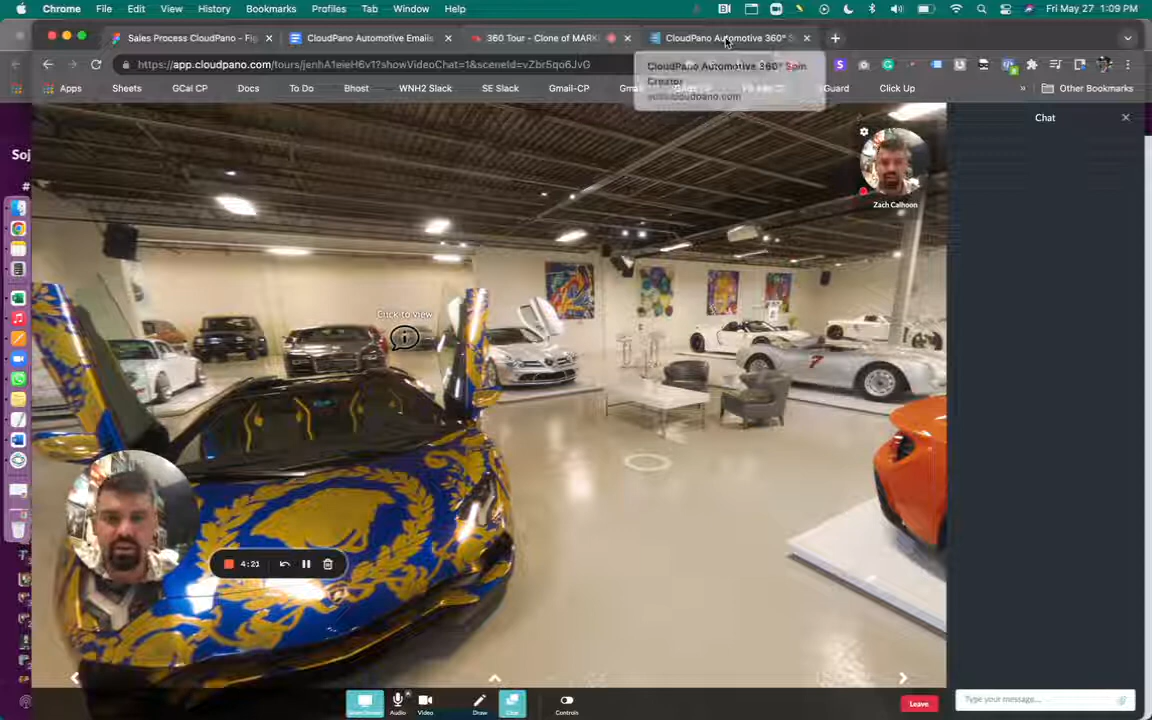 Chrome File Edit View History Bookmarks Profiles Tab Window Help Fri May 27 1:09 PM
Sales Process CloudPano - Fig CloudPano Automotive Emails 360 Tour - Clone of MARK CloudPano Automotive 360° S
https://app.cloudpano.com/tours/jenhA1eieH6v1?showVideoChat=1&sceneId=vZbr5qo6JvG
CloudPano Automotive 360° Spin
Creator
Apps Sheets GCal CP Docs To Do Bhost WNH2 Slack SE Slack Gmail-CP Guard Click Up » Other Bookmarks
Chat
Soj
#
Zach Calhoon
Click to view
7
4:21
Type your message...
Audio Video Draw Chat Controls Leave